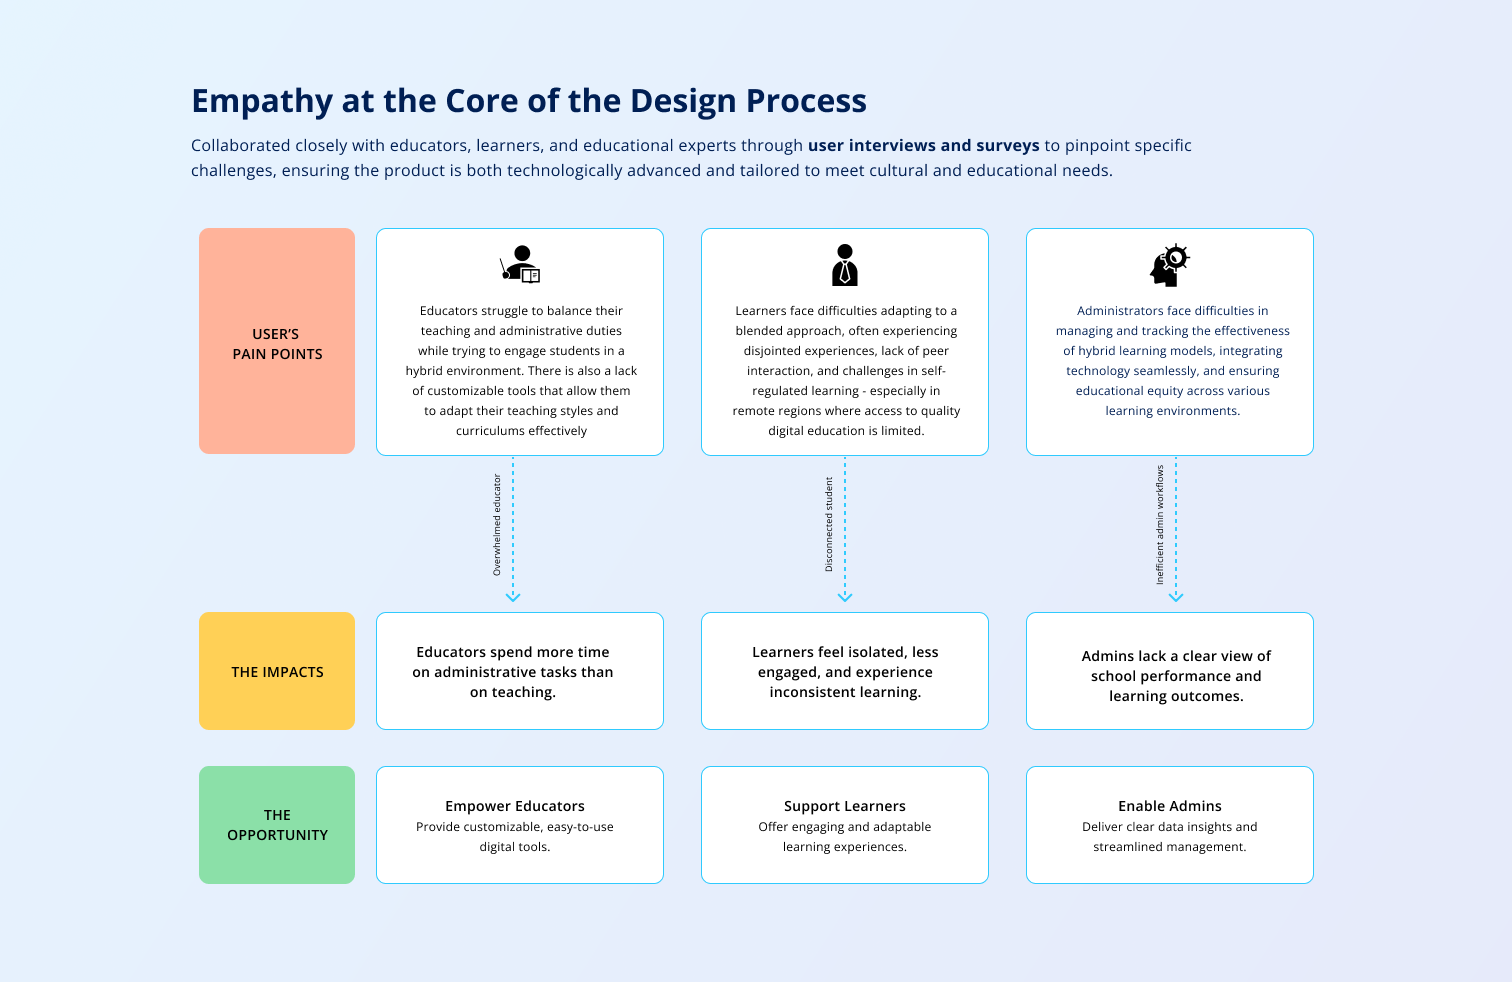 Empathy at the Core of the Design Process
Collaborated closely with educators, learners, and educational experts through user interviews and surveys to pinpoint specific
challenges, ensuring the product is both technologically advanced and tailored to meet cultural and educational needs.
USER’S
PAIN POINTS
Educators struggle to balance their
teaching and administrative duties
while trying to engage students in a
hybrid environment. There is also a lack
of customizable tools that allow them
to adapt their teaching styles and
curriculums effectively
Learners face difficulties adapting to a
blended approach, often experiencing
disjointed experiences, lack of peer
interaction, and challenges in self-
regulated learning - especially in
remote regions where access to quality
digital education is limited.
Administrators face difficulties in
managing and tracking the effectiveness
of hybrid learning models, integrating
technology seamlessly, and ensuring
educational equity across various
learning environments.
Overwhelmed educator
Disconnected student
Inefficient admin workflows
THE IMPACTS
Educators spend more time
on administrative tasks than
on teaching.
Learners feel isolated, less
engaged, and experience
inconsistent learning.
Admins lack a clear view of
school performance and
learning outcomes.
THE
OPPORTUNITY
Empower Educators
Provide customizable, easy-to-use
digital tools.
Support Learners
Offer engaging and adaptable
learning experiences.
Enable Admins
Deliver clear data insights and
streamlined management.